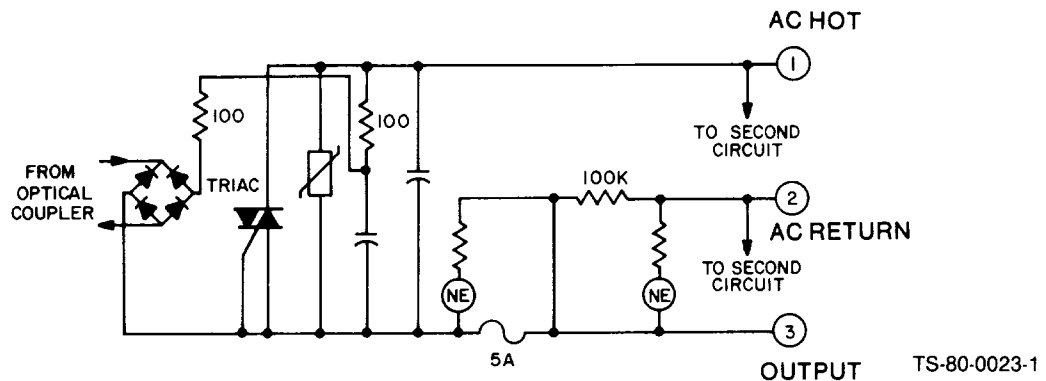 AC HOT
1
100
100
TO SECOND
CIRCUIT
FROM
OPTICAL
COUPLER
TRIAC
100K
2
AC RETURN
TO SECOND
CIRCUIT
NE
NE
3
5A
OUTPUT
TS-80-0023-1